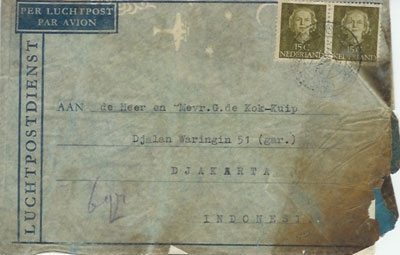 PER LUCHTPOST
PAR AVION
15c
NEDERLAND
NEDERLAND
LUCHTPOSTDIENST
AAN de Heer en Mevr.G.de Kok-Kuip
Djalan Waringin 51 (gar.)
DJAKARTA
INDONESI